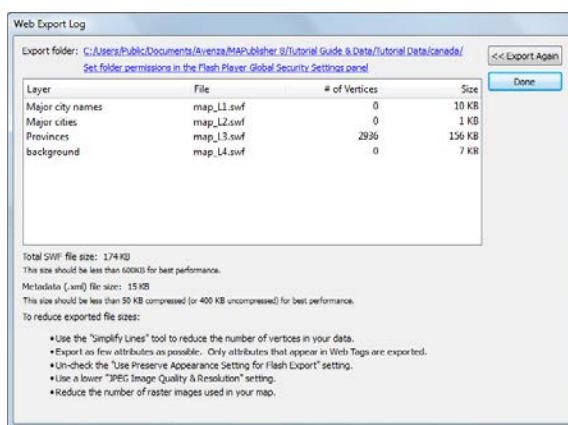 Web Export Log
Export folder: C:/Users/Public/Documents/Avenza/MAPublisher 8/Tutorial Guide & Data/Tutorial Data/canada/
<< Export Again
Set folder permissions in the Flash Player Global Security Settings panel
Done
Layer File # of Vertices Size
Major city names map_L1.swf 0 10 KB
Major cities map_L2.swf 0 1 KB
Provinces map_L3.swf 2936 156 KB
background map_L4.swf 0 7 KB
Total SWF file size: 174 KB
This size should be less than 600KB for best performance.
Metadata (.xml) file size: 15 KB
This size should be less than 50 KB compressed (or 400 KB uncompressed) for best performance.
To reduce exported file sizes:
•Use the "Simplify Lines" tool to reduce the number of vertices in your data.
•Export as few attributes as possible. Only attributes that appear in Web Tags are exported.
•Un-check the "Use Preserve Appearance Setting for Flash Export" setting.
•Use a lower "JPEG Image Quality & Resolution" setting.
•Reduce the number of raster images used in your map.